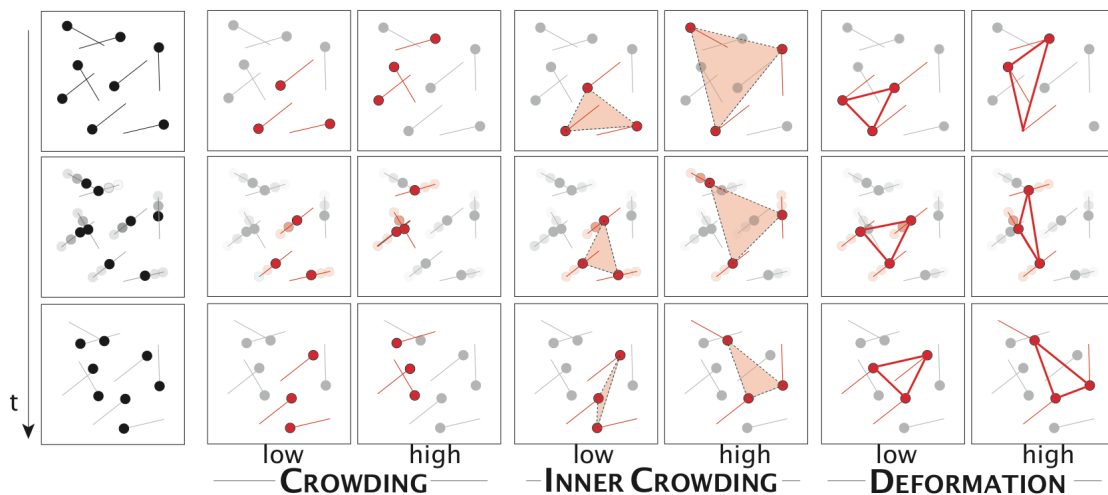 t
low high low high low high
CROWDING INNER CROWDING DEFORMATION